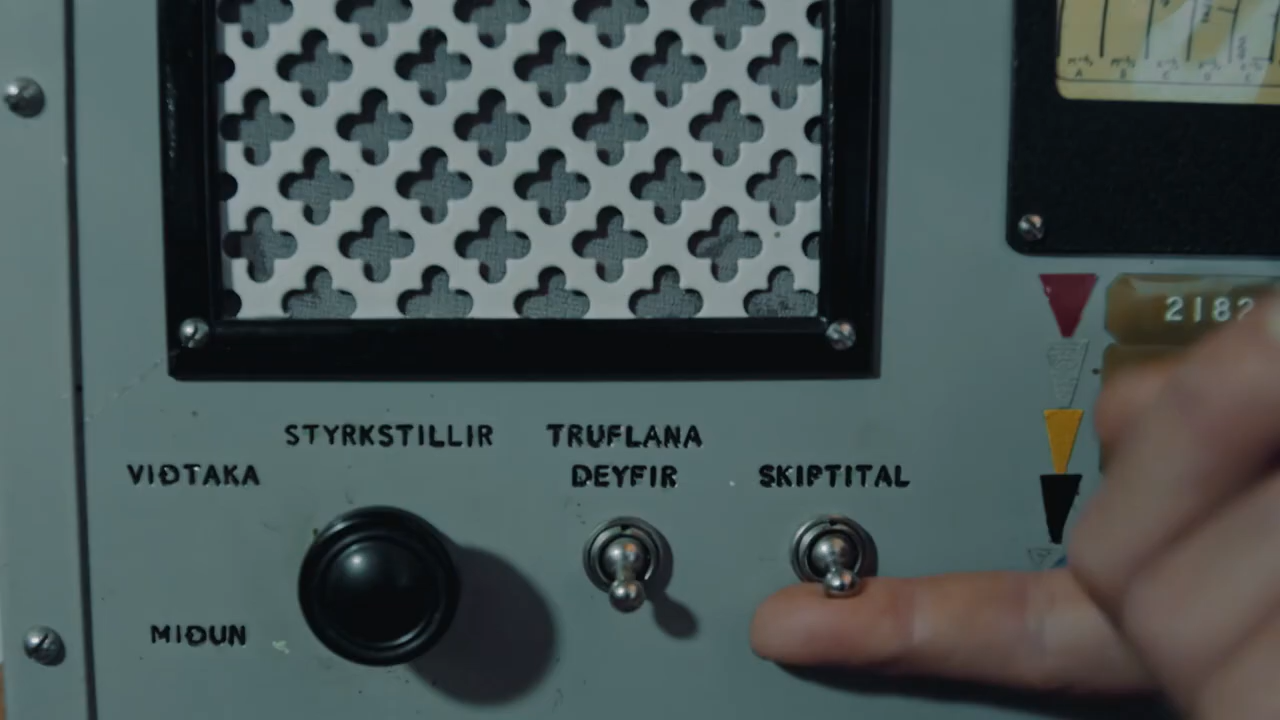 2182
STYRKSTILLIR
TRUFLANA
DEYFIR
VIÐTAKA
SKIPTITAL
MIÐUN